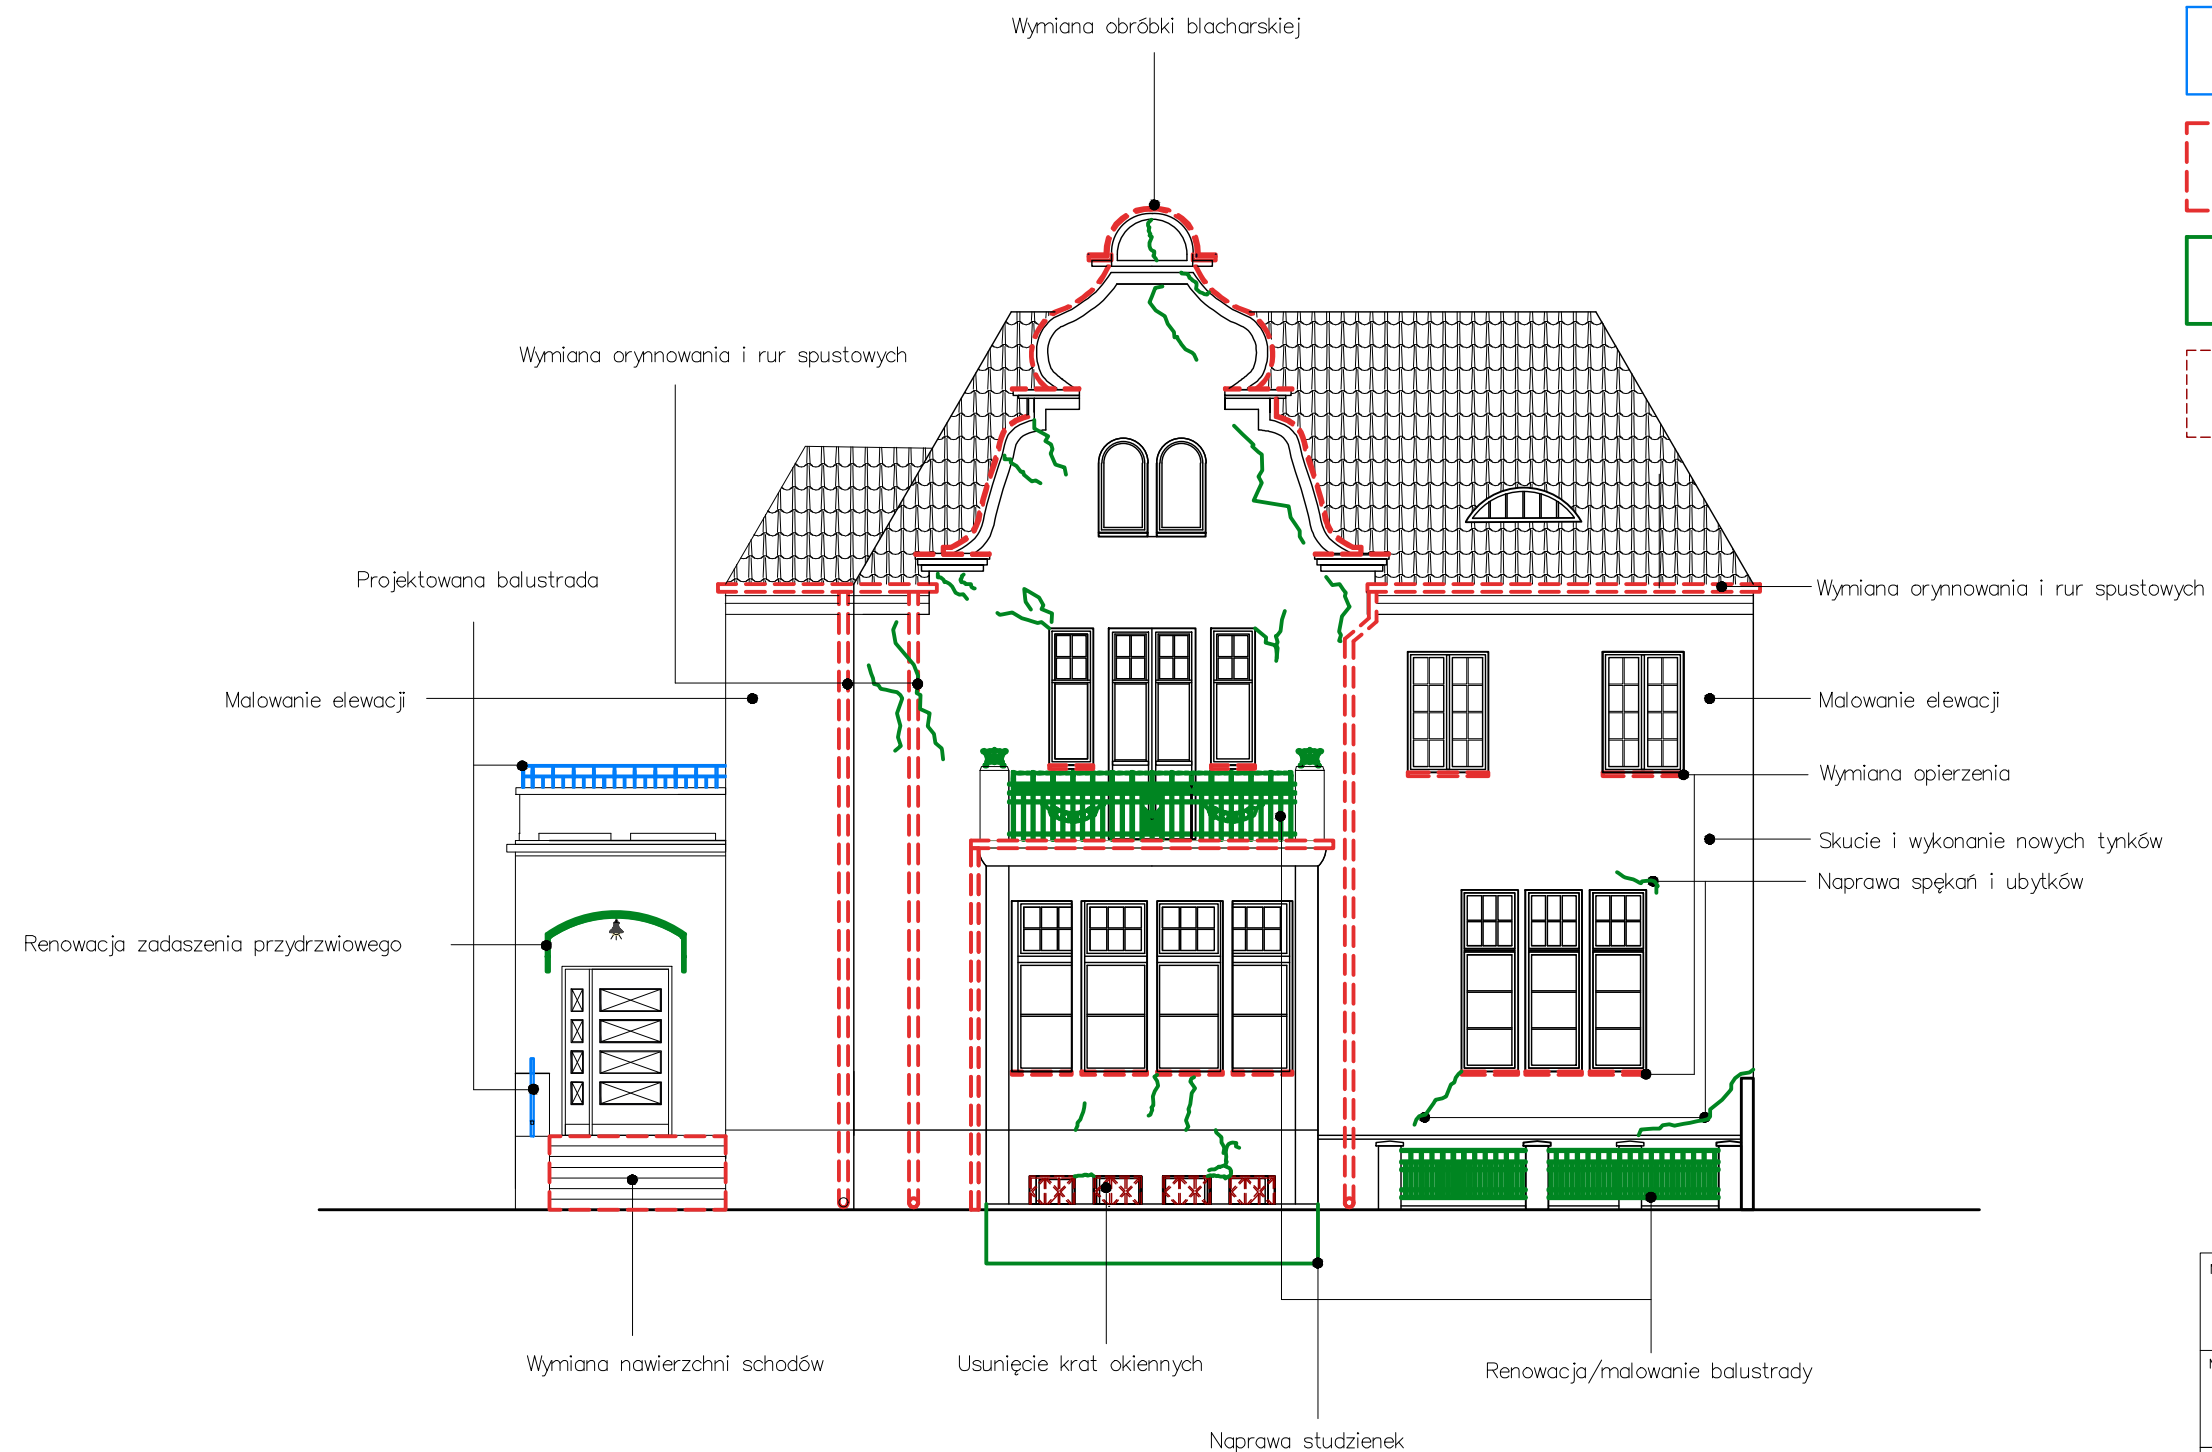 Wymiana obróbki blacharskiej
Wymiana orynnowania i rur spustowych
Projektowana balustrada
Wymiana orynnowania i rur spustowych
Malowanie elewacji
Malowanie elewacji
Wymiana opierzenia
Skucie i wykonanie nowych tynków
Naprawa spękań i ubytków
Renowacja zadaszenia przydrzwiowego
Wymiana nawierzchni schodów
Usunięcie krat okiennych
Renowacja/malowanie balustrady
Naprawa studzienek